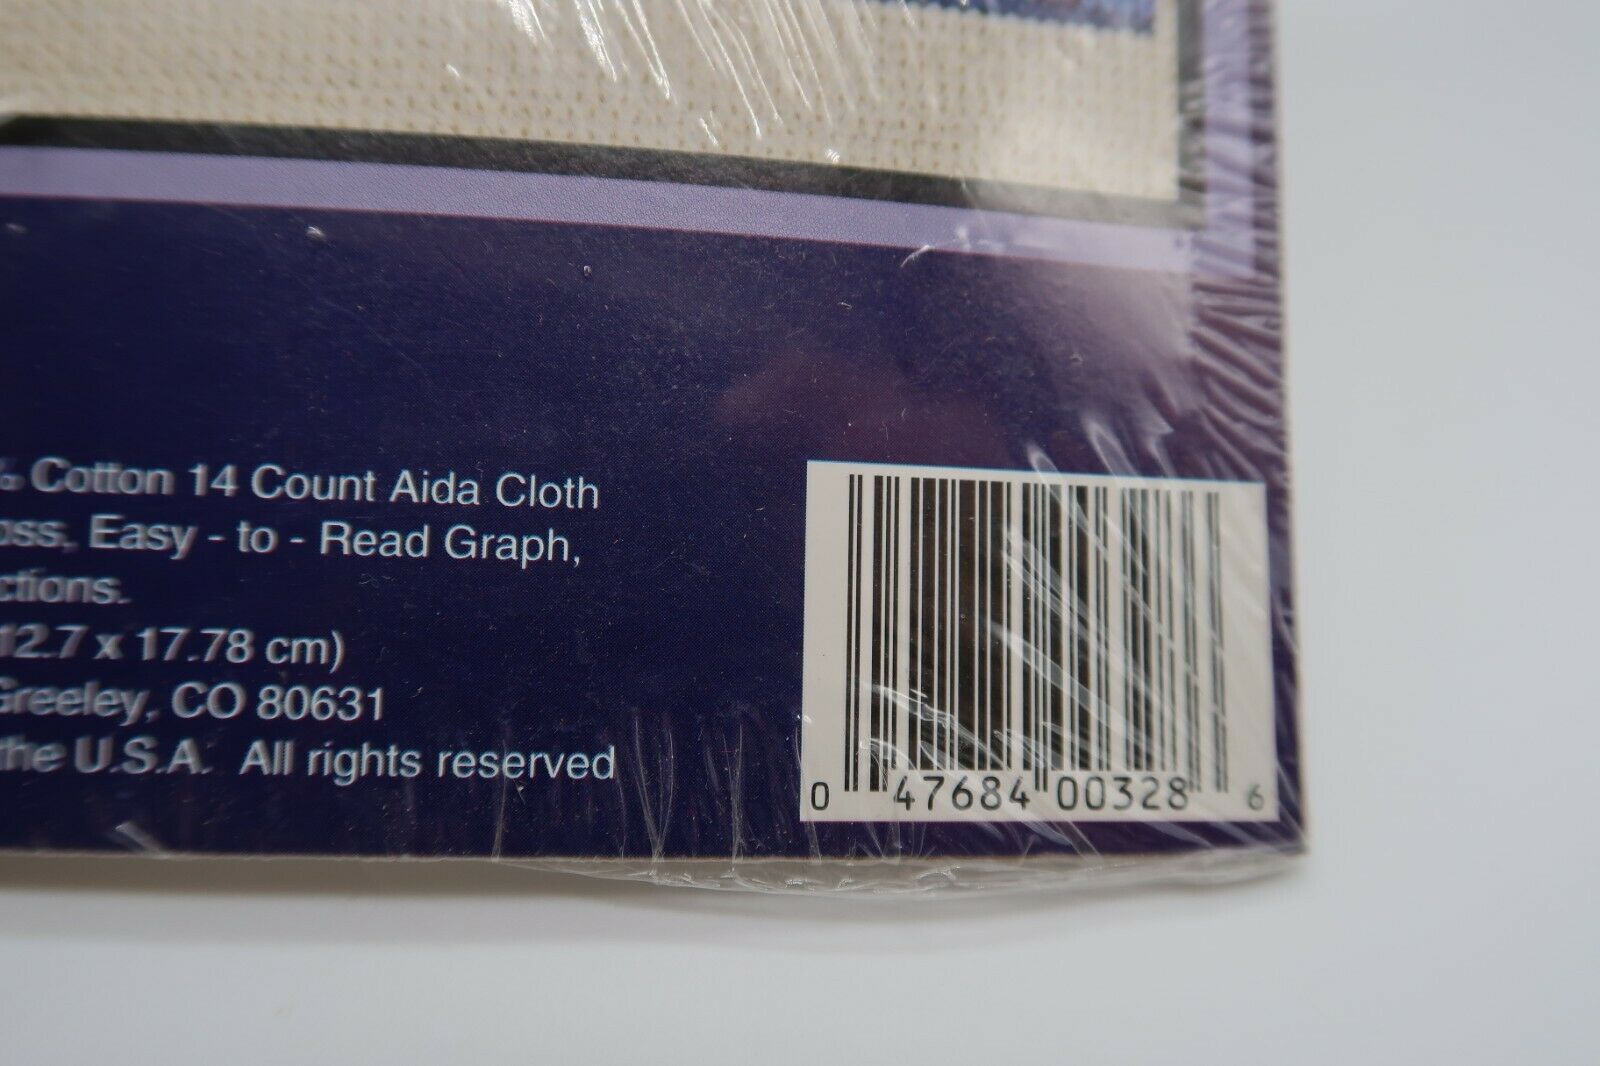 % Cotton 14 Count Aida Cloth
oss, Easy - to - Read Graph,
ctions.
12.7 x 17.78 cm)
Greeley, CO 80631
the U.S.A. All rights reserved
0 47684 00328 6